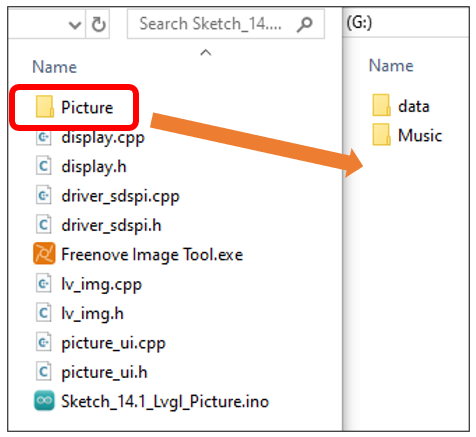 Search Sketch_14....
Name
Picture
display.cpp
display.h
driver_sdspi.cpp
driver_sdspi.h
Freenove Image Tool.exe
lv_img.cpp
lv_img.h
picture_ui.cpp
picture_ui.h
Sketch_14.1_Lvgl_Picture.ino
(G:)
Name
data
Music